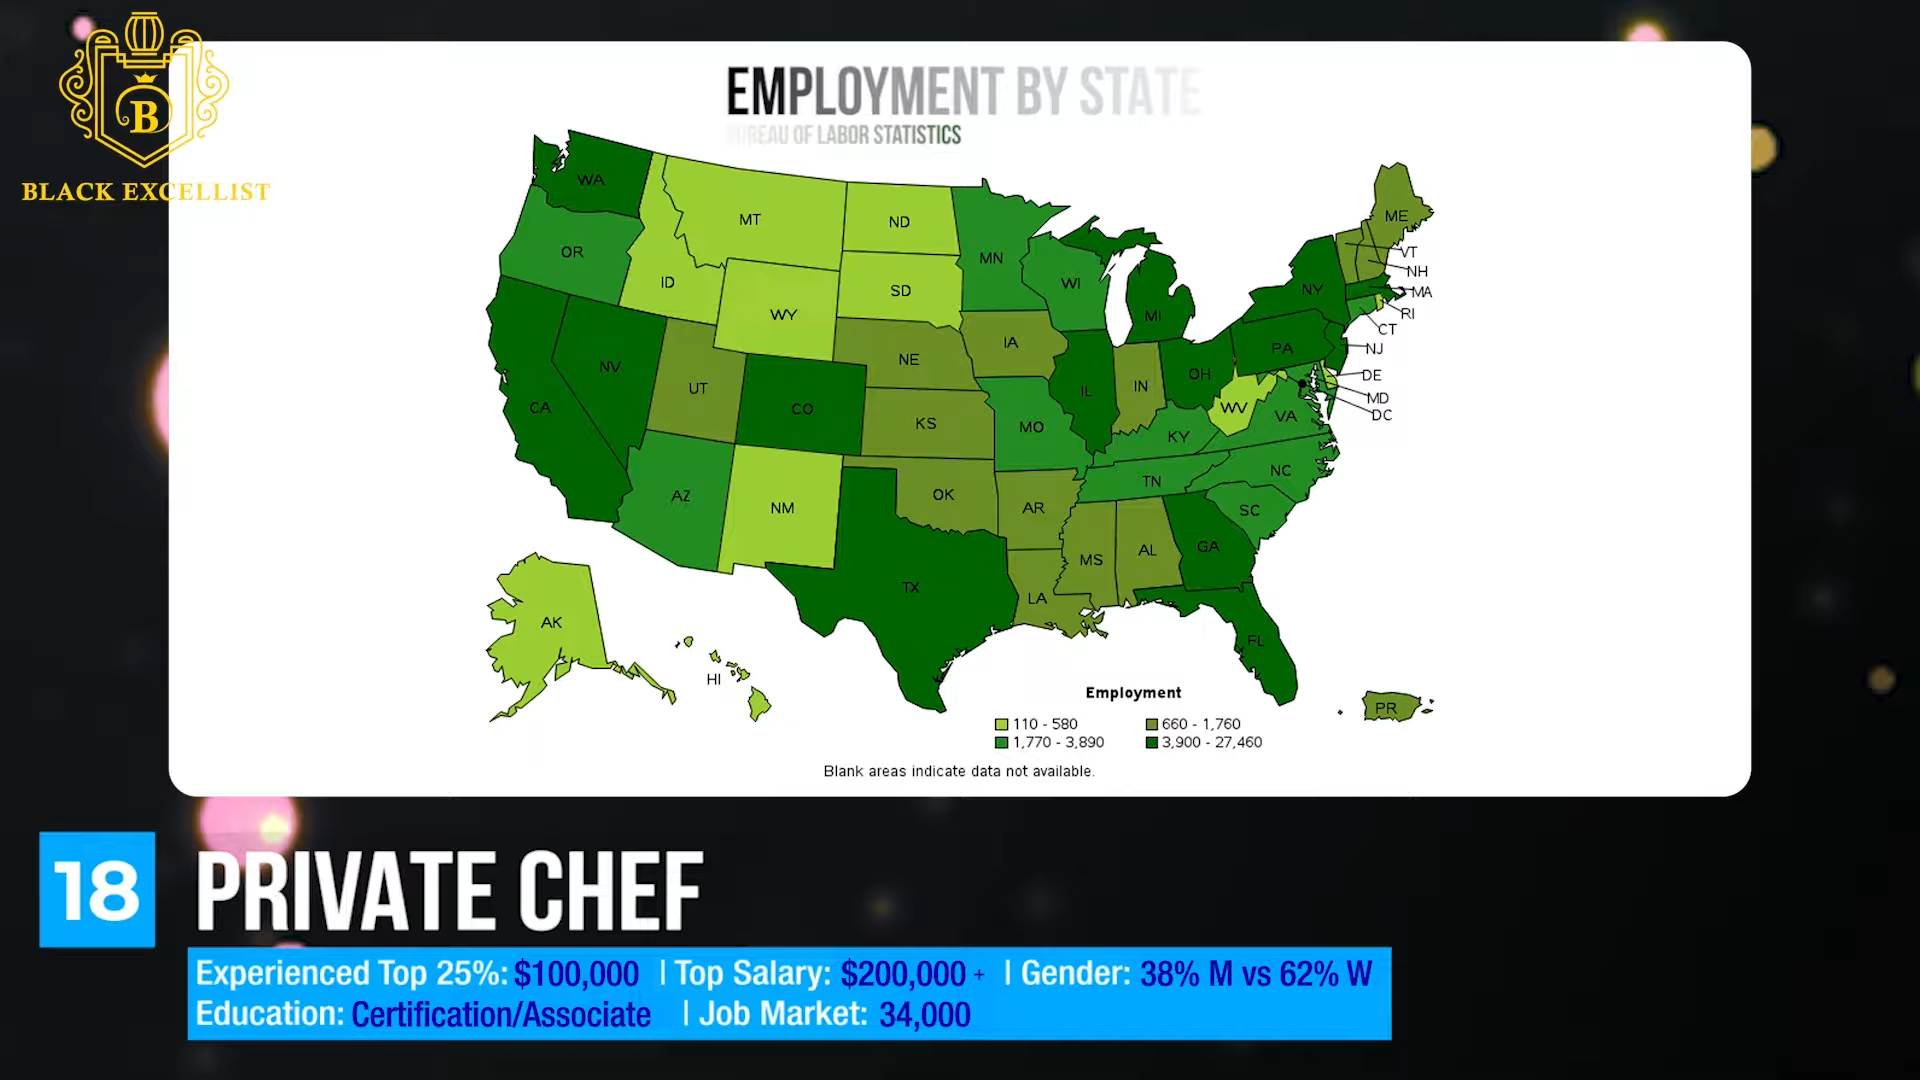 BLACK EXCELLIST
B
EMPLOYMENT BY STATE
BUREAU OF LABOR STATISTICS
WA
OR
CA
NV
ID
MT
WY
UT
CO
AZ
NM
ND
SD
NE
KS
OK
TX
MN
IA
MO
AR
LA
WI
IL
MI
IN
OH
KY
TN
MS
AL
GA
FL
SC
NC
VA
WV
PA
NY
ME
VT
NH
MA
RI
CT
NJ
DE
MD
DC
AK
HI
PR
Employment
110 - 580
660 - 1,760
1,770 - 3,890
3,900 - 27,460
Blank areas indicate data not available.
18
PRIVATE CHEF
Experienced Top 25%: $100,000 | Top Salary: $200,000 + | Gender: 38% M vs 62% W
Education: Certification/Associate | Job Market: 34,000